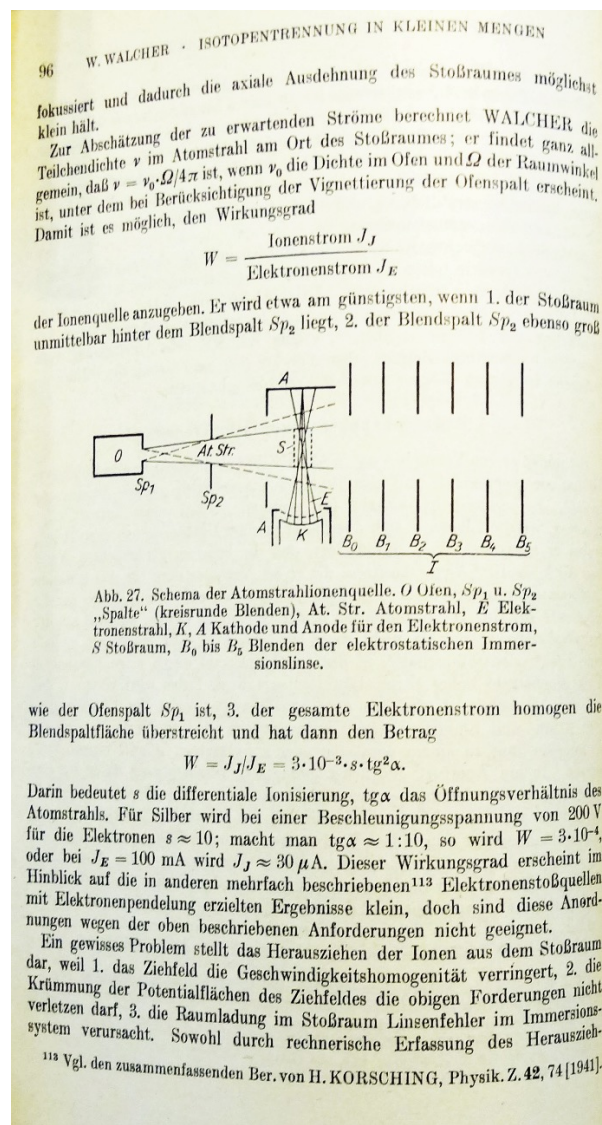 96 W. WALCHER · ISOTOPENTRENNUNG IN KLEINEN MENGEN
fokussiert und dadurch die axiale Ausdehnung des Stoßraumes möglichst
klein hält.
Zur Abschätzung der zu erwartenden Ströme berechnet WALCHER die
Teilchendichte ν im Atomstrahl am Ort des Stoßraumes; er findet ganz all-
gemein, daß ν = ν₀·Ω/4π ist, wenn ν₀ die Dichte im Ofen und Ω der Raumwinkel
ist, unter dem bei Berücksichtigung der Vignettierung der Ofenspalt erscheint.
Damit ist es möglich, den Wirkungsgrad
W = Ionenstrom J_J / Elektronenstrom J_E
der Ionenquelle anzugeben. Er wird etwa am günstigsten, wenn 1. der Stoßraum
unmittelbar hinter dem Blendspalt Sp₂ liegt, 2. der Blendspalt Sp₂ ebenso groß
A
O
At. Str.
S
Sp₁
Sp₂
E
A
K
B₀ B₁ B₂ B₃ B₄ B₅
I
Abb. 27. Schema der Atomstrahlionenquelle. O Ofen, Sp₁ u. Sp₂
„Spalte“ (kreisrunde Blenden), At. Str. Atomstrahl, E Elek-
tronenstrahl, K, A Kathode und Anode für den Elektronenstrom,
S Stoßraum, B₀ bis B₅ Blenden der elektrostatischen Immer-
sionslinse.
wie der Ofenspalt Sp₁ ist, 3. der gesamte Elektronenstrom homogen die
Blendspaltfläche überstreicht und hat dann den Betrag
W = J_J/J_E = 3·10⁻³·s·tg²α.
Darin bedeutet s die differentiale Ionisierung, tgα das Öffnungsverhältnis des
Atomstrahls. Für Silber wird bei einer Beschleunigungsspannung von 200 V
für die Elektronen s ≈ 10; macht man tgα ≈ 1:10, so wird W = 3·10⁻⁴,
oder bei J_E = 100 mA wird J_J ≈ 30 μA. Dieser Wirkungsgrad erscheint im
Hinblick auf die in anderen mehrfach beschriebenen¹¹³ Elektronenstoßquellen
mit Elektronenpendelung erzielten Ergebnisse klein, doch sind diese Anord-
nungen wegen der oben beschriebenen Anforderungen nicht geeignet.
Ein gewisses Problem stellt das Herausziehen der Ionen aus dem Stoßraum
dar, weil 1. das Ziehfeld die Geschwindigkeitshomogenität verringert, 2. die
Krümmung der Potentialflächen des Ziehfeldes die obigen Forderungen nicht
verletzen darf, 3. die Raumladung im Stoßraum Linsenfehler im Immersions-
system verursacht. Sowohl durch rechnerische Erfassung des Herauszieh-
¹¹³ Vgl. den zusammenfassenden Ber. von H. KORSCHING, Physik. Z. 42, 74 [1941].